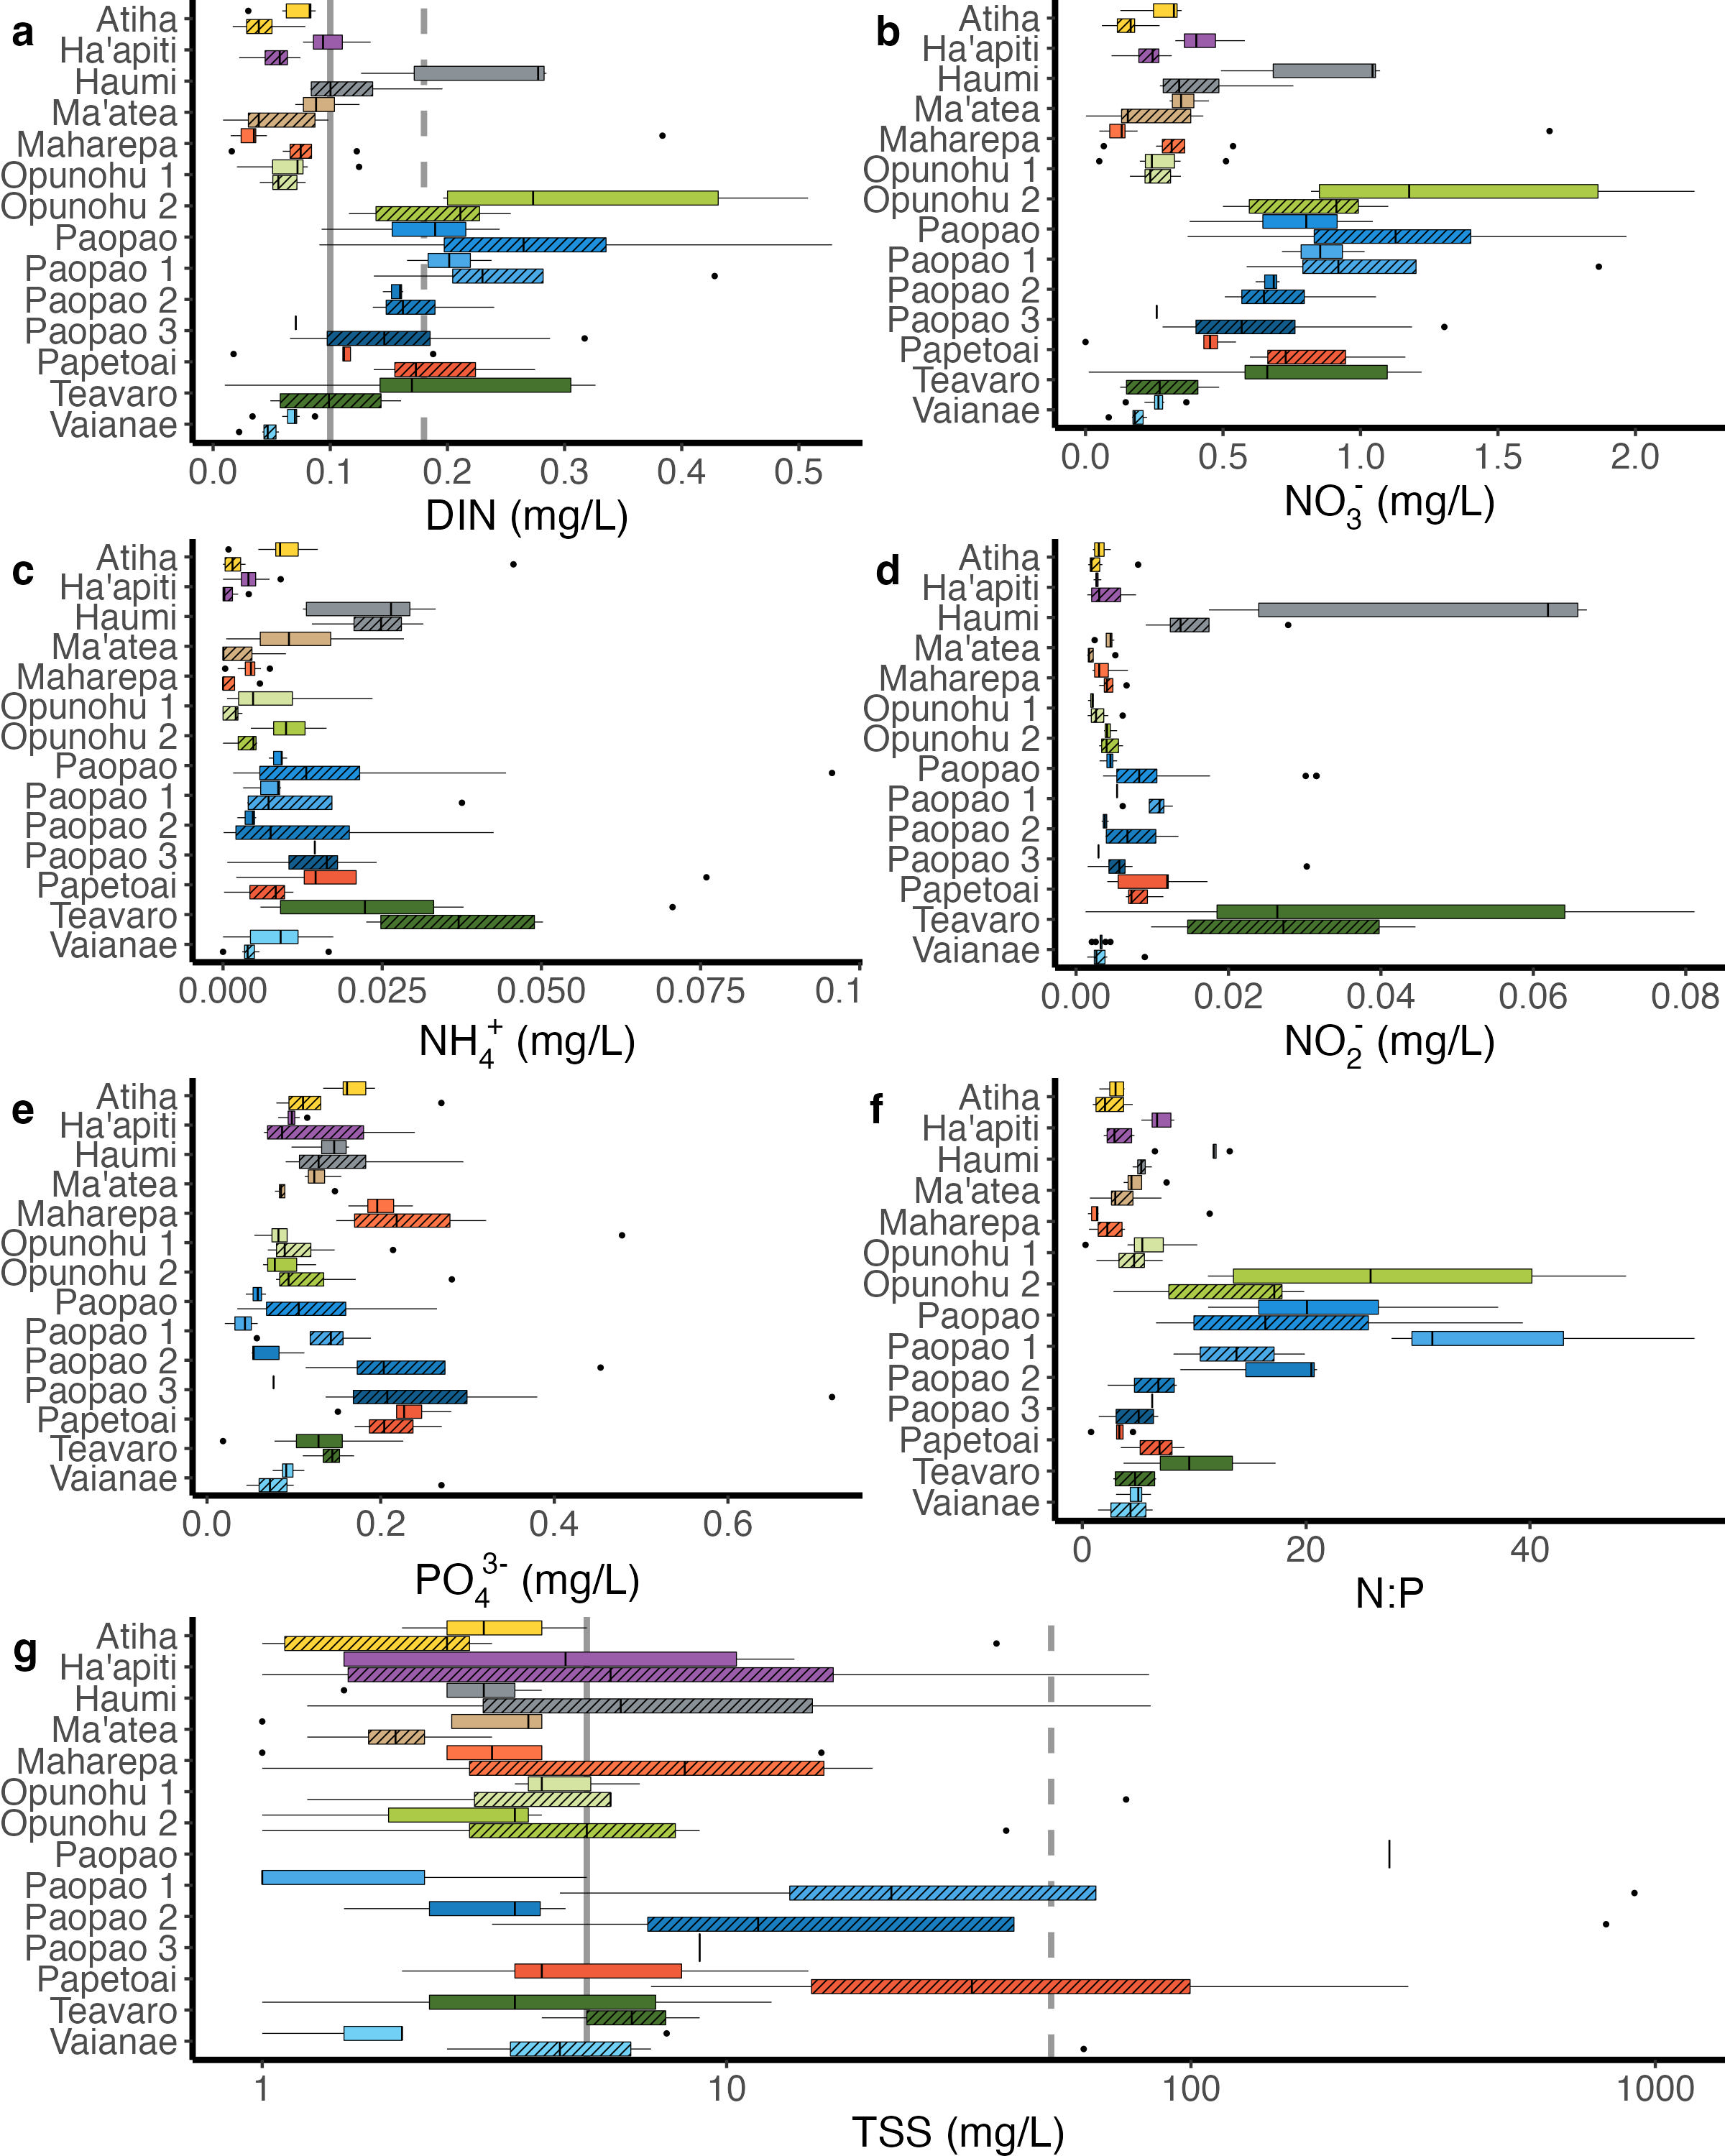 a
Atiha
Ha'apiti
Haumi
Ma'atea
Maharepa
Opunohu 1
Opunohu 2
Paopao
Paopao 1
Paopao 2
Paopao 3
Papetoai
Teavaro
Vaianae
0.0 0.1 0.2 0.3 0.4 0.5
DIN (mg/L)
b
Atiha
Ha'apiti
Haumi
Ma'atea
Maharepa
Opunohu 1
Opunohu 2
Paopao
Paopao 1
Paopao 2
Paopao 3
Papetoai
Teavaro
Vaianae
0.0 0.5 1.0 1.5 2.0
NO₃⁻ (mg/L)
c
Atiha
Ha'apiti
Haumi
Ma'atea
Maharepa
Opunohu 1
Opunohu 2
Paopao
Paopao 1
Paopao 2
Paopao 3
Papetoai
Teavaro
Vaianae
0.000 0.025 0.050 0.075 0.1
NH₄⁺ (mg/L)
d
Atiha
Ha'apiti
Haumi
Ma'atea
Maharepa
Opunohu 1
Opunohu 2
Paopao
Paopao 1
Paopao 2
Paopao 3
Papetoai
Teavaro
Vaianae
0.00 0.02 0.04 0.06 0.08
NO₂⁻ (mg/L)
e
Atiha
Ha'apiti
Haumi
Ma'atea
Maharepa
Opunohu 1
Opunohu 2
Paopao
Paopao 1
Paopao 2
Paopao 3
Papetoai
Teavaro
Vaianae
0.0 0.2 0.4 0.6
PO₄³⁻ (mg/L)
f
Atiha
Ha'apiti
Haumi
Ma'atea
Maharepa
Opunohu 1
Opunohu 2
Paopao
Paopao 1
Paopao 2
Paopao 3
Papetoai
Teavaro
Vaianae
0 20 40
N:P
g
Atiha
Ha'apiti
Haumi
Ma'atea
Maharepa
Opunohu 1
Opunohu 2
Paopao
Paopao 1
Paopao 2
Paopao 3
Papetoai
Teavaro
Vaianae
1 10 100 1000
TSS (mg/L)